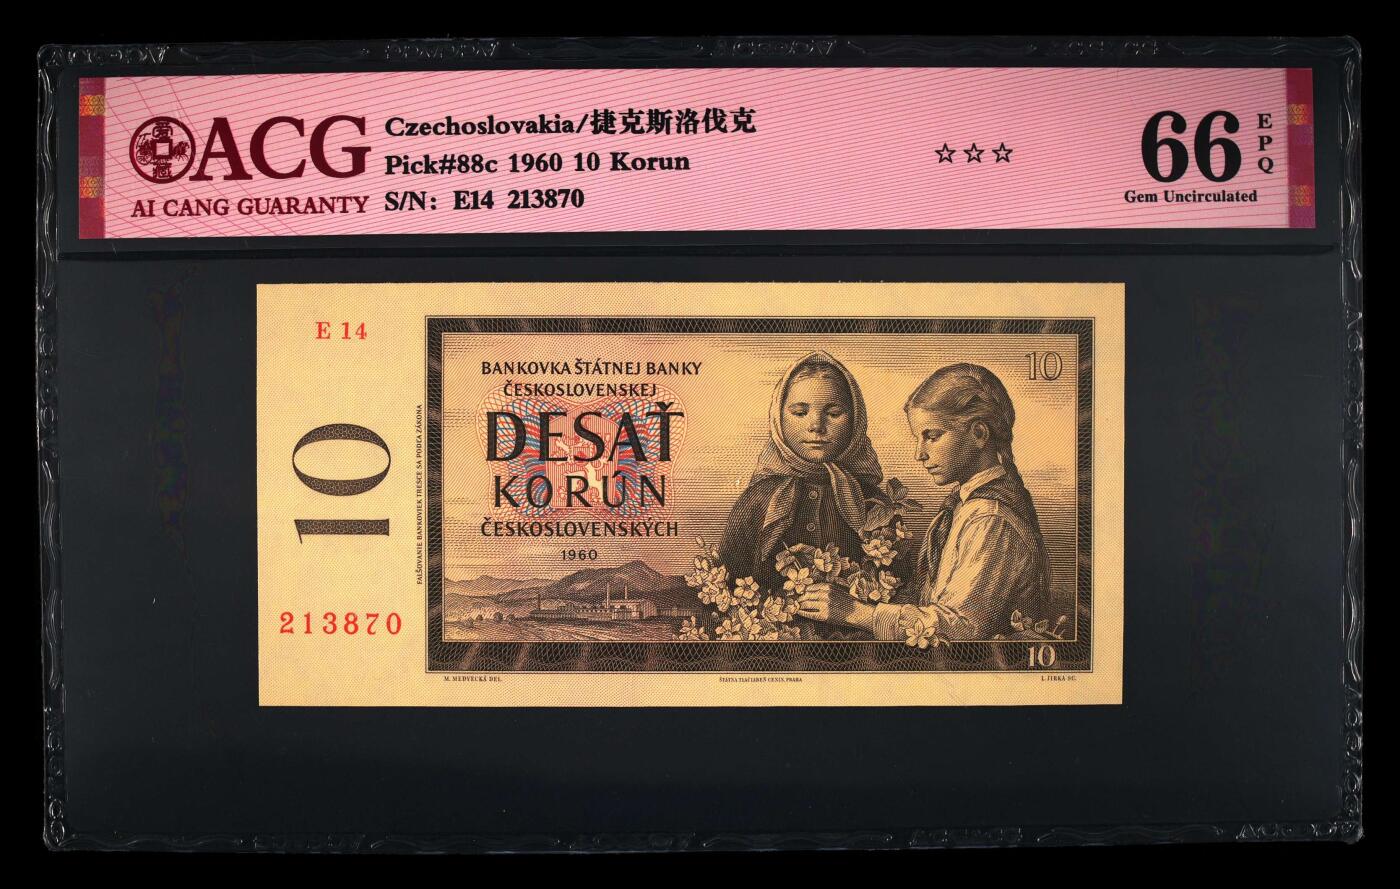 ACG
AI CANG GUARANTY
Czechoslovakia/捷克斯洛伐克
Pick#88c 1960 10 Korun
S/N: E14 213870
☆☆☆
66
EPQ
Gem Uncirculated
E 14
10
213870
FALŠOVANIE BANKOVIEK TRESCE SA PODĽA ZÁKONA
BANKOVKA ŠTÁTNEJ BANKY
ČESKOSLOVENSKEJ
DESAŤ
KORÚN
ČESKOSLOVENSKÝCH
1960
10
10
M. MEDVECKÁ DEL.
ŠTÁTNA TLAČIAREŇ CENÍN, PRAHA
L. JIRKA SC.